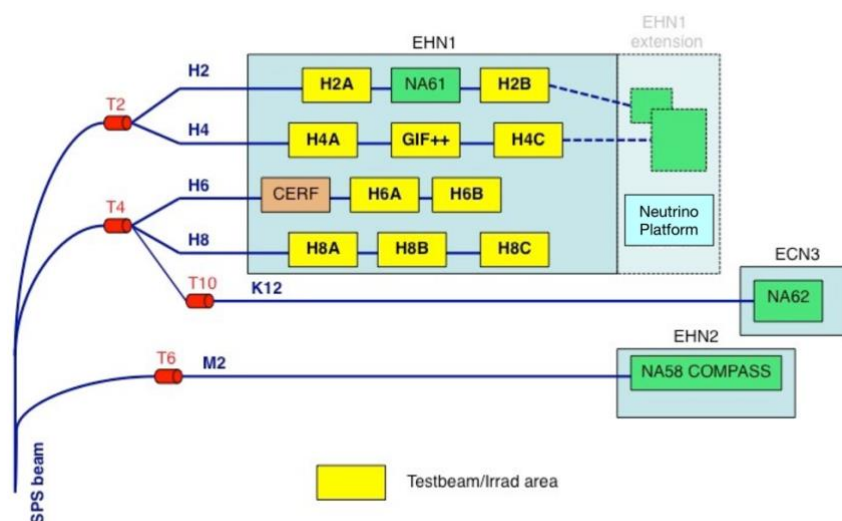 EHN1
EHN1
extension
H2
H2A
NA61
H2B
T2
H4
H4A
GIF++
H4C
H6
CERF
H6A
H6B
T4
Neutrino
Platform
H8
H8A
H8B
H8C
ECN3
T10
K12
NA62
EHN2
T6
M2
NA58 COMPASS
SPS beam
Testbeam/Irrad area